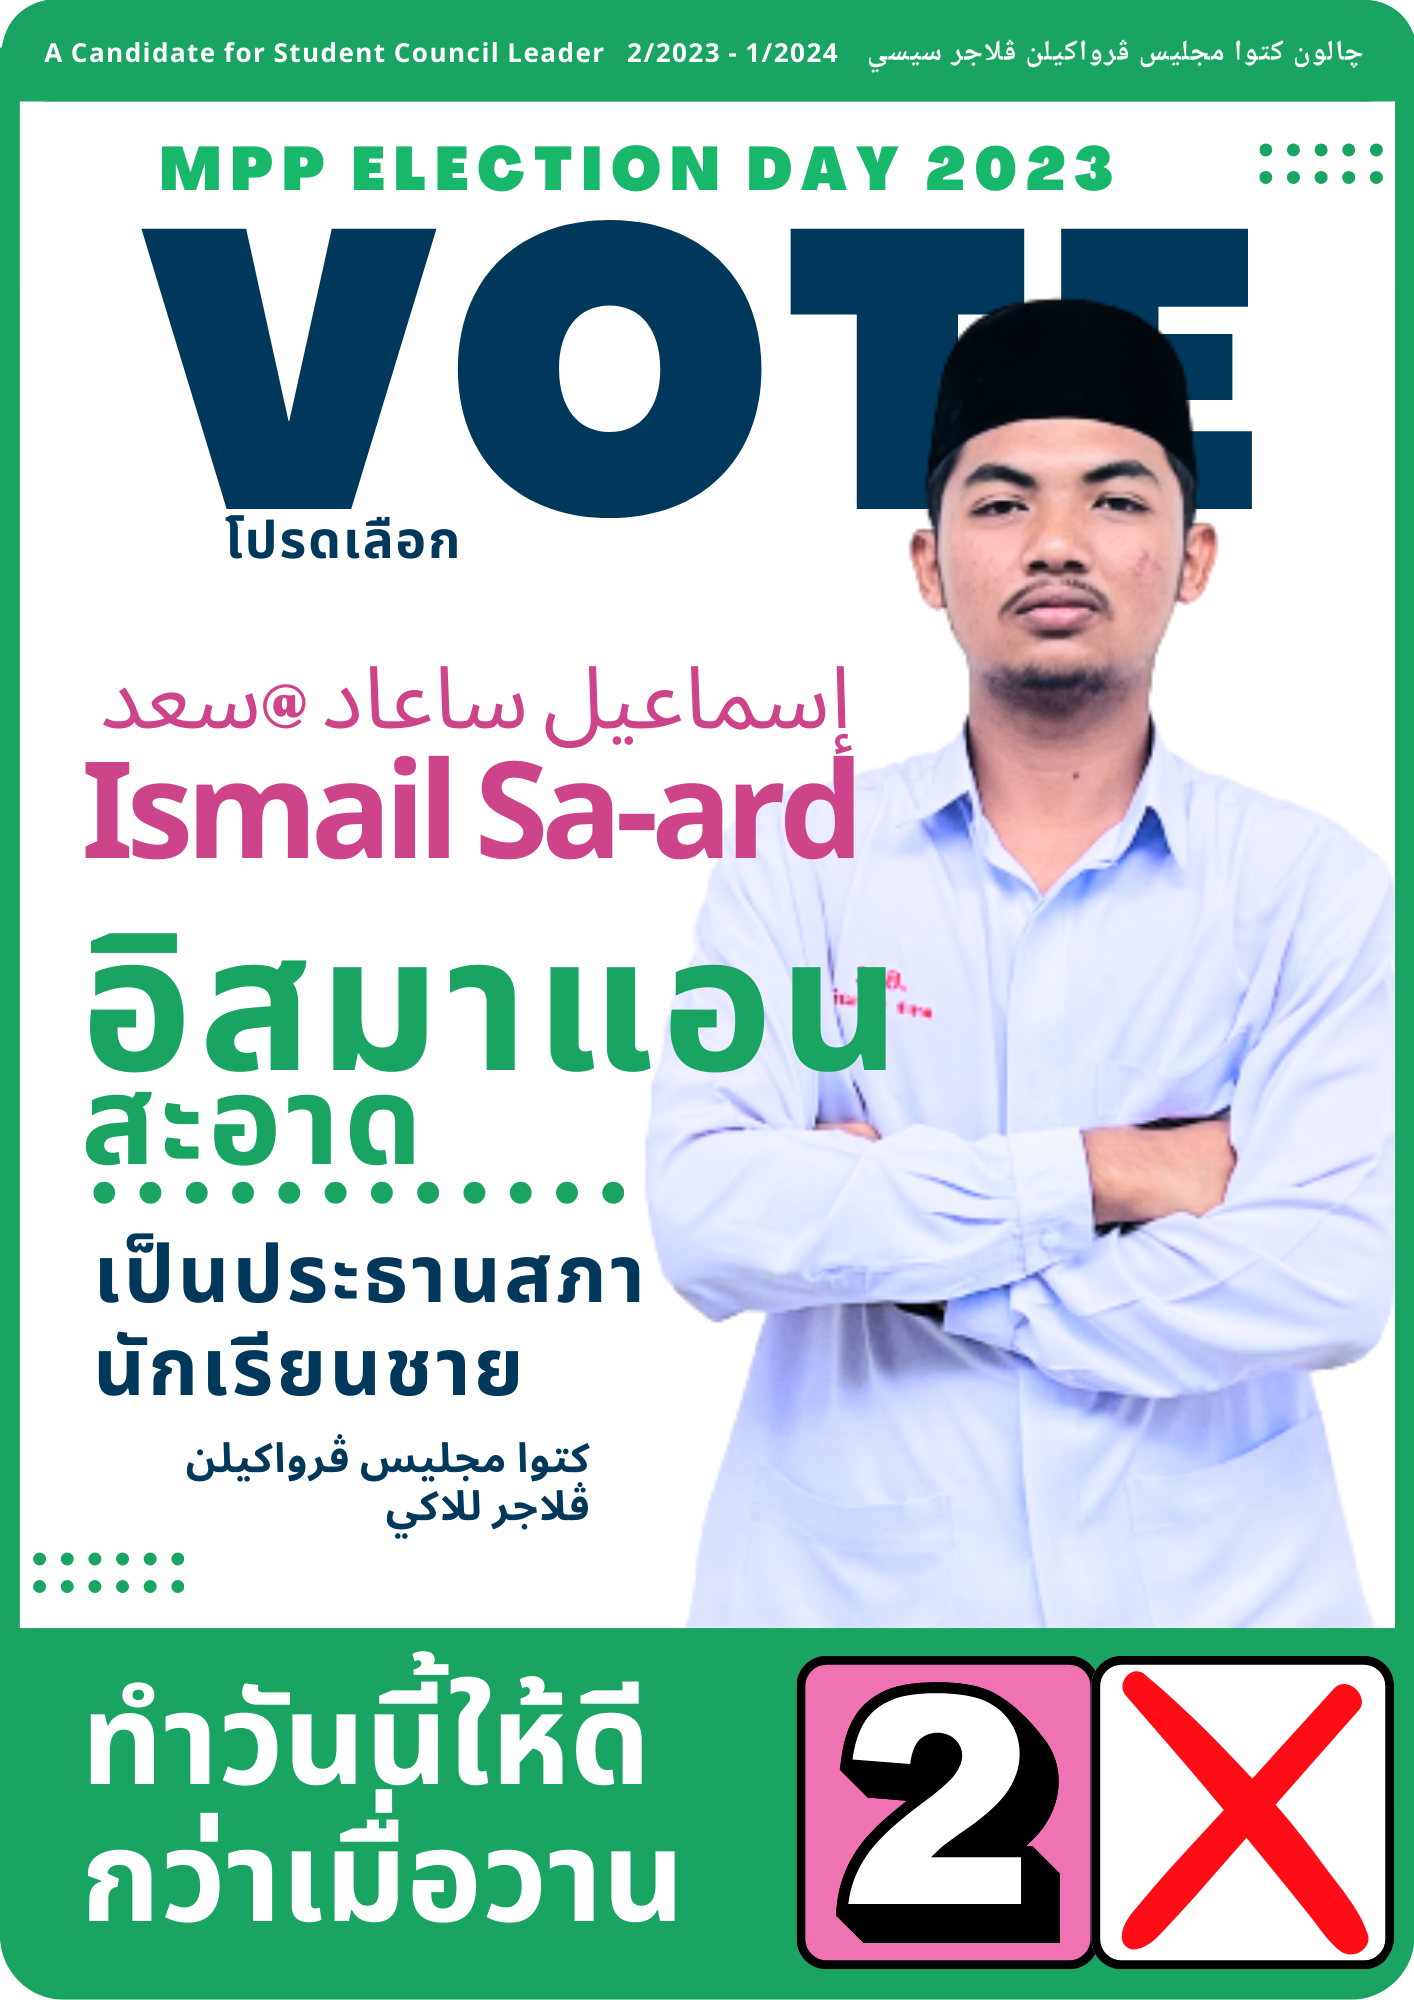 A Candidate for Student Council Leader 2/2023 - 1/2024 چالون كتوا مجليس ڤرواكيلن ڤلاجر سيسي
MPP ELECTION DAY 2023
VOTE
โปรดเลือก
إسماعيل ساعاد @سعد
Ismail Sa-ard
อิสมาแอน
สะอาด
เป็นประธานสภา
นักเรียนชาย
كتوا مجليس ڤرواكيلن
ڤلاجر للاكي
ทำวันนี้ให้ดี
กว่าเมื่อวาน
2